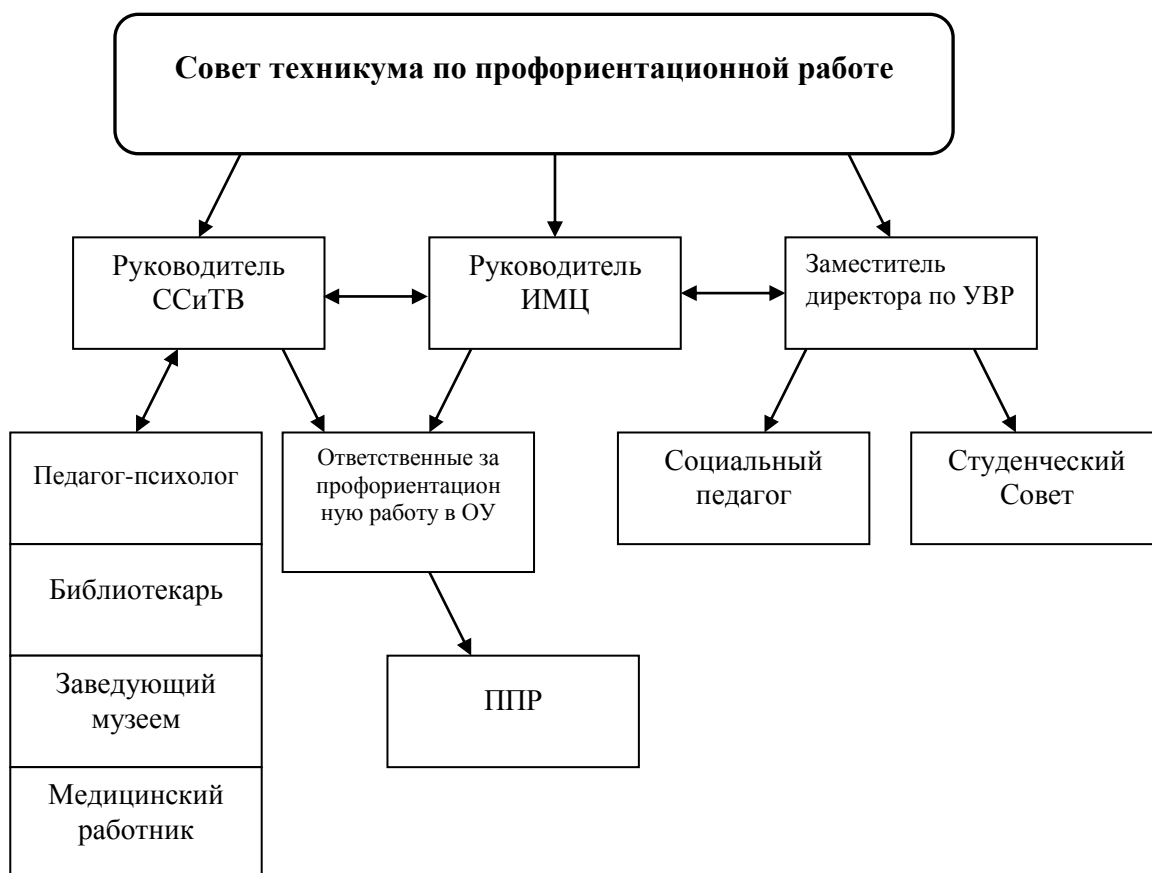 Совет техникума по профориентационной работе
Руководитель
ССиТВ
Руководитель
ИМЦ
Заместитель
директора по УВР
Педагог-психолог
Библиотекарь
Заведующий
музеем
Медицинский
работник
Ответственные за
профориентацион
ную работу в ОУ
ППР
Социальный
педагог
Студенческий
Совет